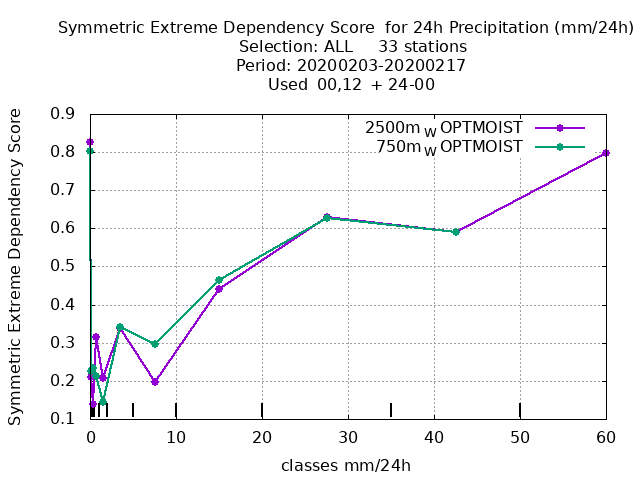 Symmetric Extreme Dependency Score  for 24h Precipitation (mm/24h)
Selection: ALL     33 stations
Period: 20200203-20200217
Used  00,12  + 24-00
Symmetric Extreme Dependency Score
2500m W OPTMOIST
750m W OPTMOIST
0.9
0.8
0.7
0.6
0.5
0.4
0.3
0.2
0.1
0 10 20 30 40 50 60
classes mm/24h